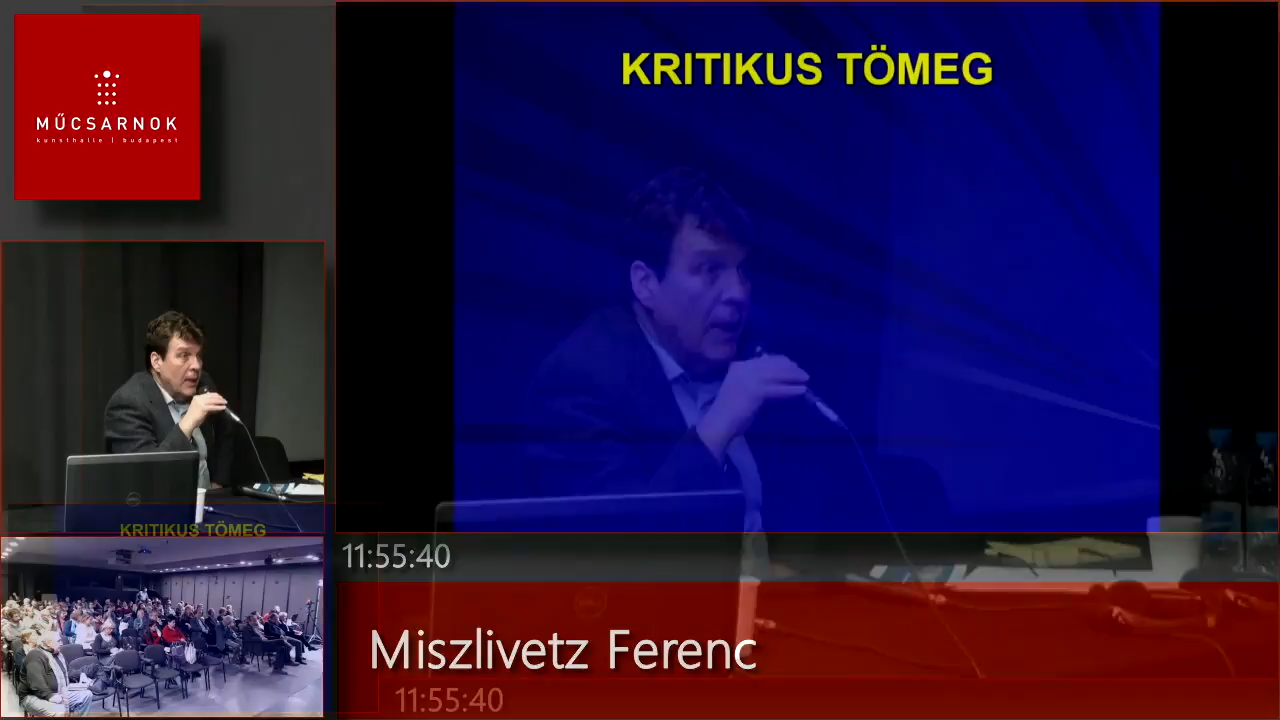 MŰCSARNOK
kunsthalle | budapest
KRITIKUS TÖMEG
KRITIKUS TÖMEG
11:55:40
Miszlivetz Ferenc
11:55:40